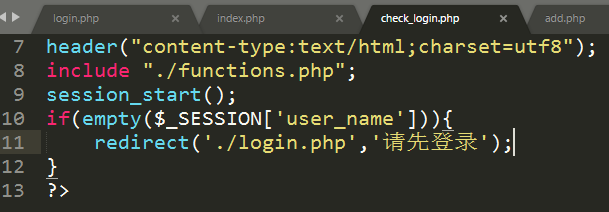 login.php index.php check_login.php add.php
7 header("content-type:text/html;charset=utf8");
8 include "./functions.php";
9 session_start();
10 if(empty($_SESSION['user_name'])){
11 redirect('./login.php','请先登录');
12 }
13 ?>